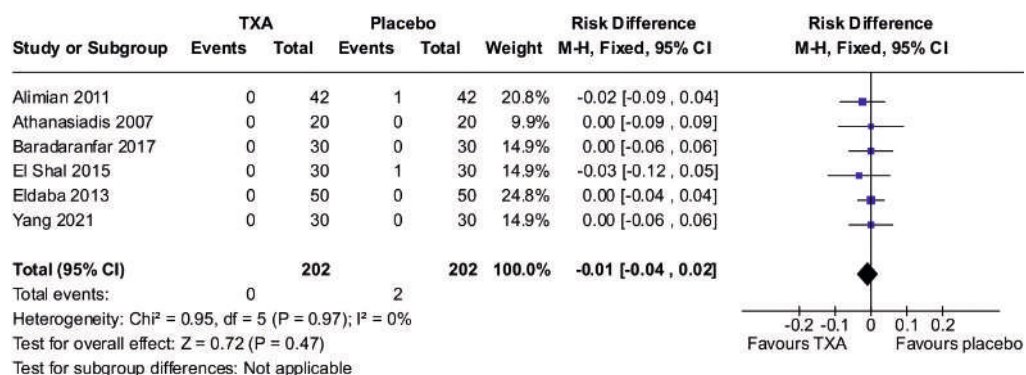 TXA Placebo Risk Difference Risk Difference
Study or Subgroup Events Total Events Total Weight M-H, Fixed, 95% CI M-H, Fixed, 95% CI
Alimian 2011 0 42 1 42 20.8% -0.02 [-0.09 , 0.04]
Athanasiadis 2007 0 20 0 20 9.9% 0.00 [-0.09 , 0.09]
Baradaranfar 2017 0 30 0 30 14.9% 0.00 [-0.06 , 0.06]
El Shal 2015 0 30 1 30 14.9% -0.03 [-0.12 , 0.05]
Eldaba 2013 0 50 0 50 24.8% 0.00 [-0.04 , 0.04]
Yang 2021 0 30 0 30 14.9% 0.00 [-0.06 , 0.06]
Total (95% CI) 202 202 100.0% -0.01 [-0.04 , 0.02]
Total events: 0 2
Heterogeneity: Chi² = 0.95, df = 5 (P = 0.97); I² = 0%
Test for overall effect: Z = 0.72 (P = 0.47)
Test for subgroup differences: Not applicable
-0.2 -0.1 0 0.1 0.2
Favours TXA Favours placebo